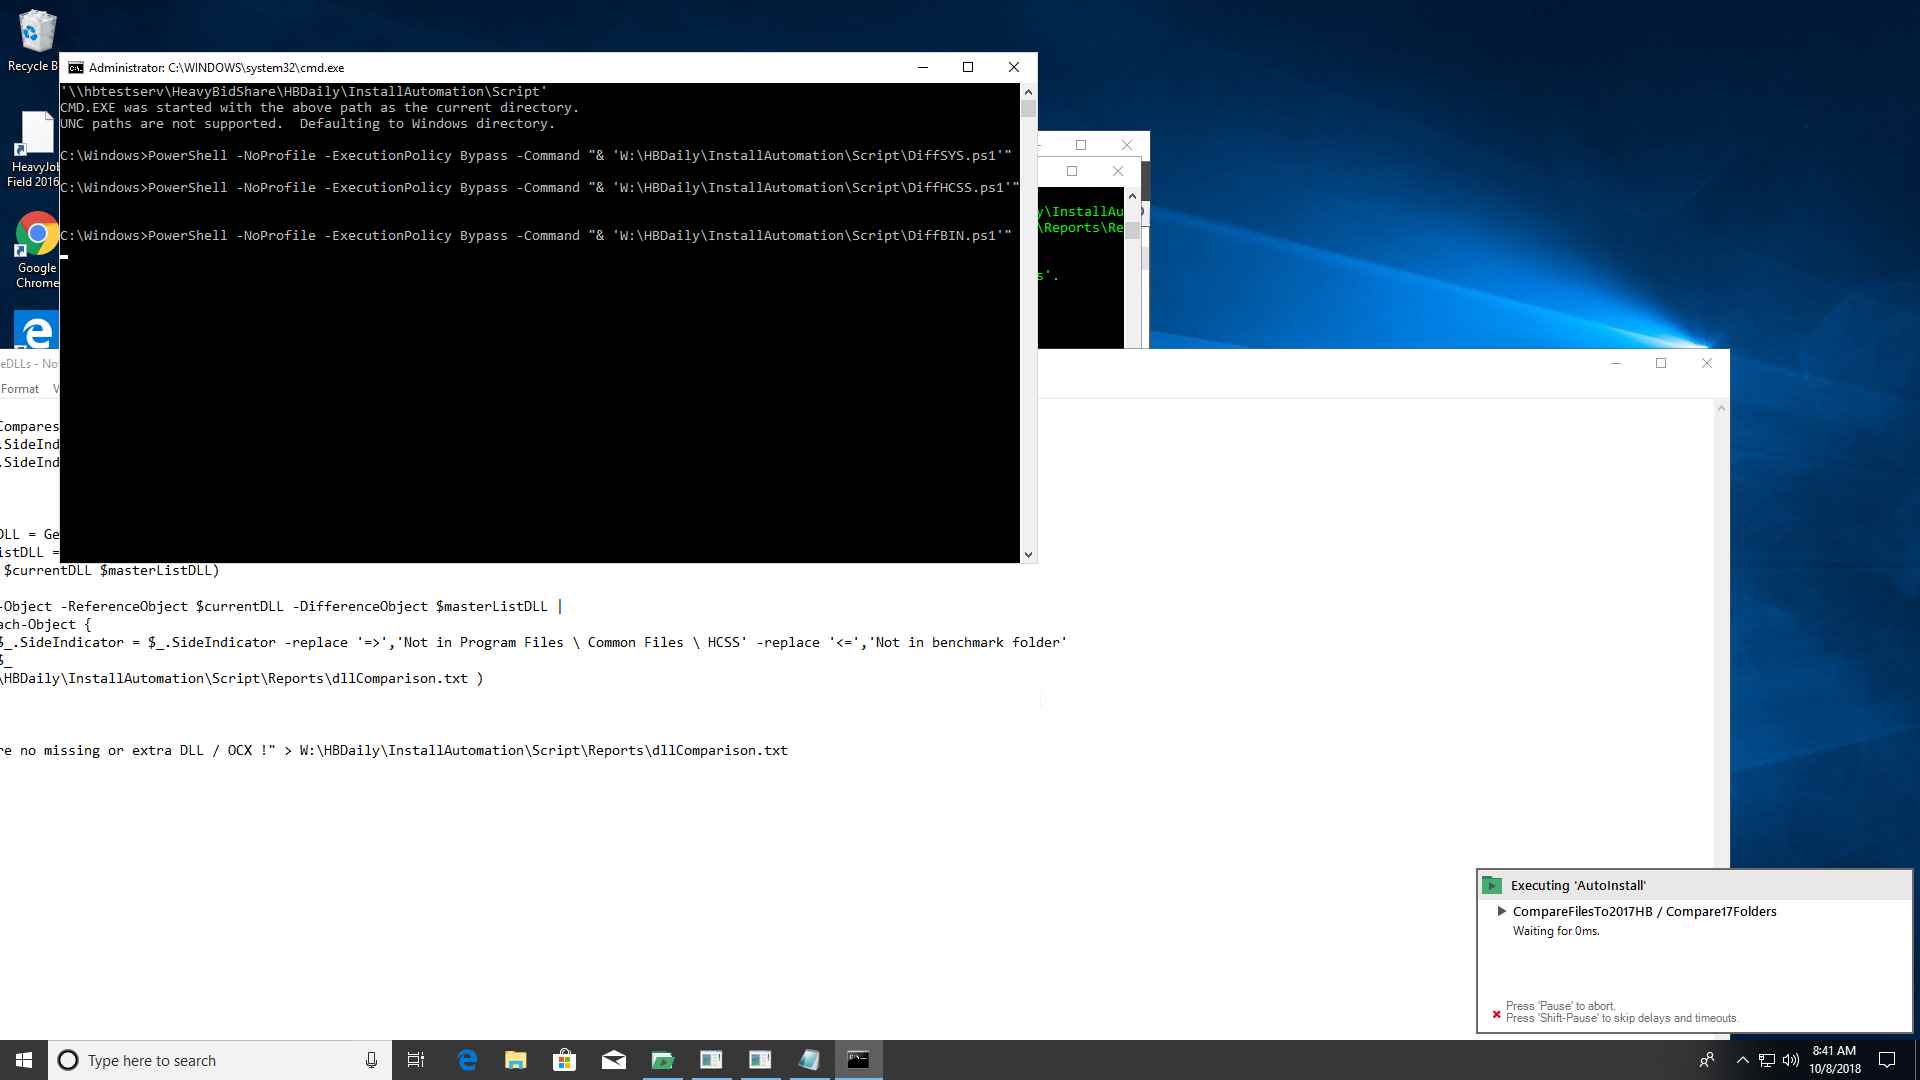 Recycle B
HeavyJob
Field 2016
Google
Chrome
Administrator: C:\WINDOWS\system32\cmd.exe
'\\hbtestserv\HeavyBidShare\HBDaily\InstallAutomation\Script'
CMD.EXE was started with the above path as the current directory.
UNC paths are not supported.  Defaulting to Windows directory.
C:\Windows>PowerShell -NoProfile -ExecutionPolicy Bypass -Command "& 'W:\HBDaily\InstallAutomation\Script\DiffSYS.ps1'"
C:\Windows>PowerShell -NoProfile -ExecutionPolicy Bypass -Command "& 'W:\HBDaily\InstallAutomation\Script\DiffHCSS.ps1'"
C:\Windows>PowerShell -NoProfile -ExecutionPolicy Bypass -Command "& 'W:\HBDaily\InstallAutomation\Script\DiffBIN.ps1'"
y\InstallAu
\Reports\Re
s'.
eDLLs - No
Format
Compares
.SideInd
.SideInd
DLL = Ge
istDLL =
$currentDLL $masterListDLL)
-Object -ReferenceObject $currentDLL -DifferenceObject $masterListDLL |
ach-Object {
$_.SideIndicator = $_.SideIndicator -replace '=>','Not in Program Files \ Common Files \ HCSS' -replace '<=','Not in benchmark folder'
$_
\HBDaily\InstallAutomation\Script\Reports\dllComparison.txt )
re no missing or extra DLL / OCX !" > W:\HBDaily\InstallAutomation\Script\Reports\dllComparison.txt
Executing 'AutoInstall'
CompareFilesTo2017HB / Compare17Folders
Waiting for 0ms.
Press 'Pause' to abort.
Press 'Shift-Pause' to skip delays and timeouts.
Type here to search
8:41 AM
10/8/2018